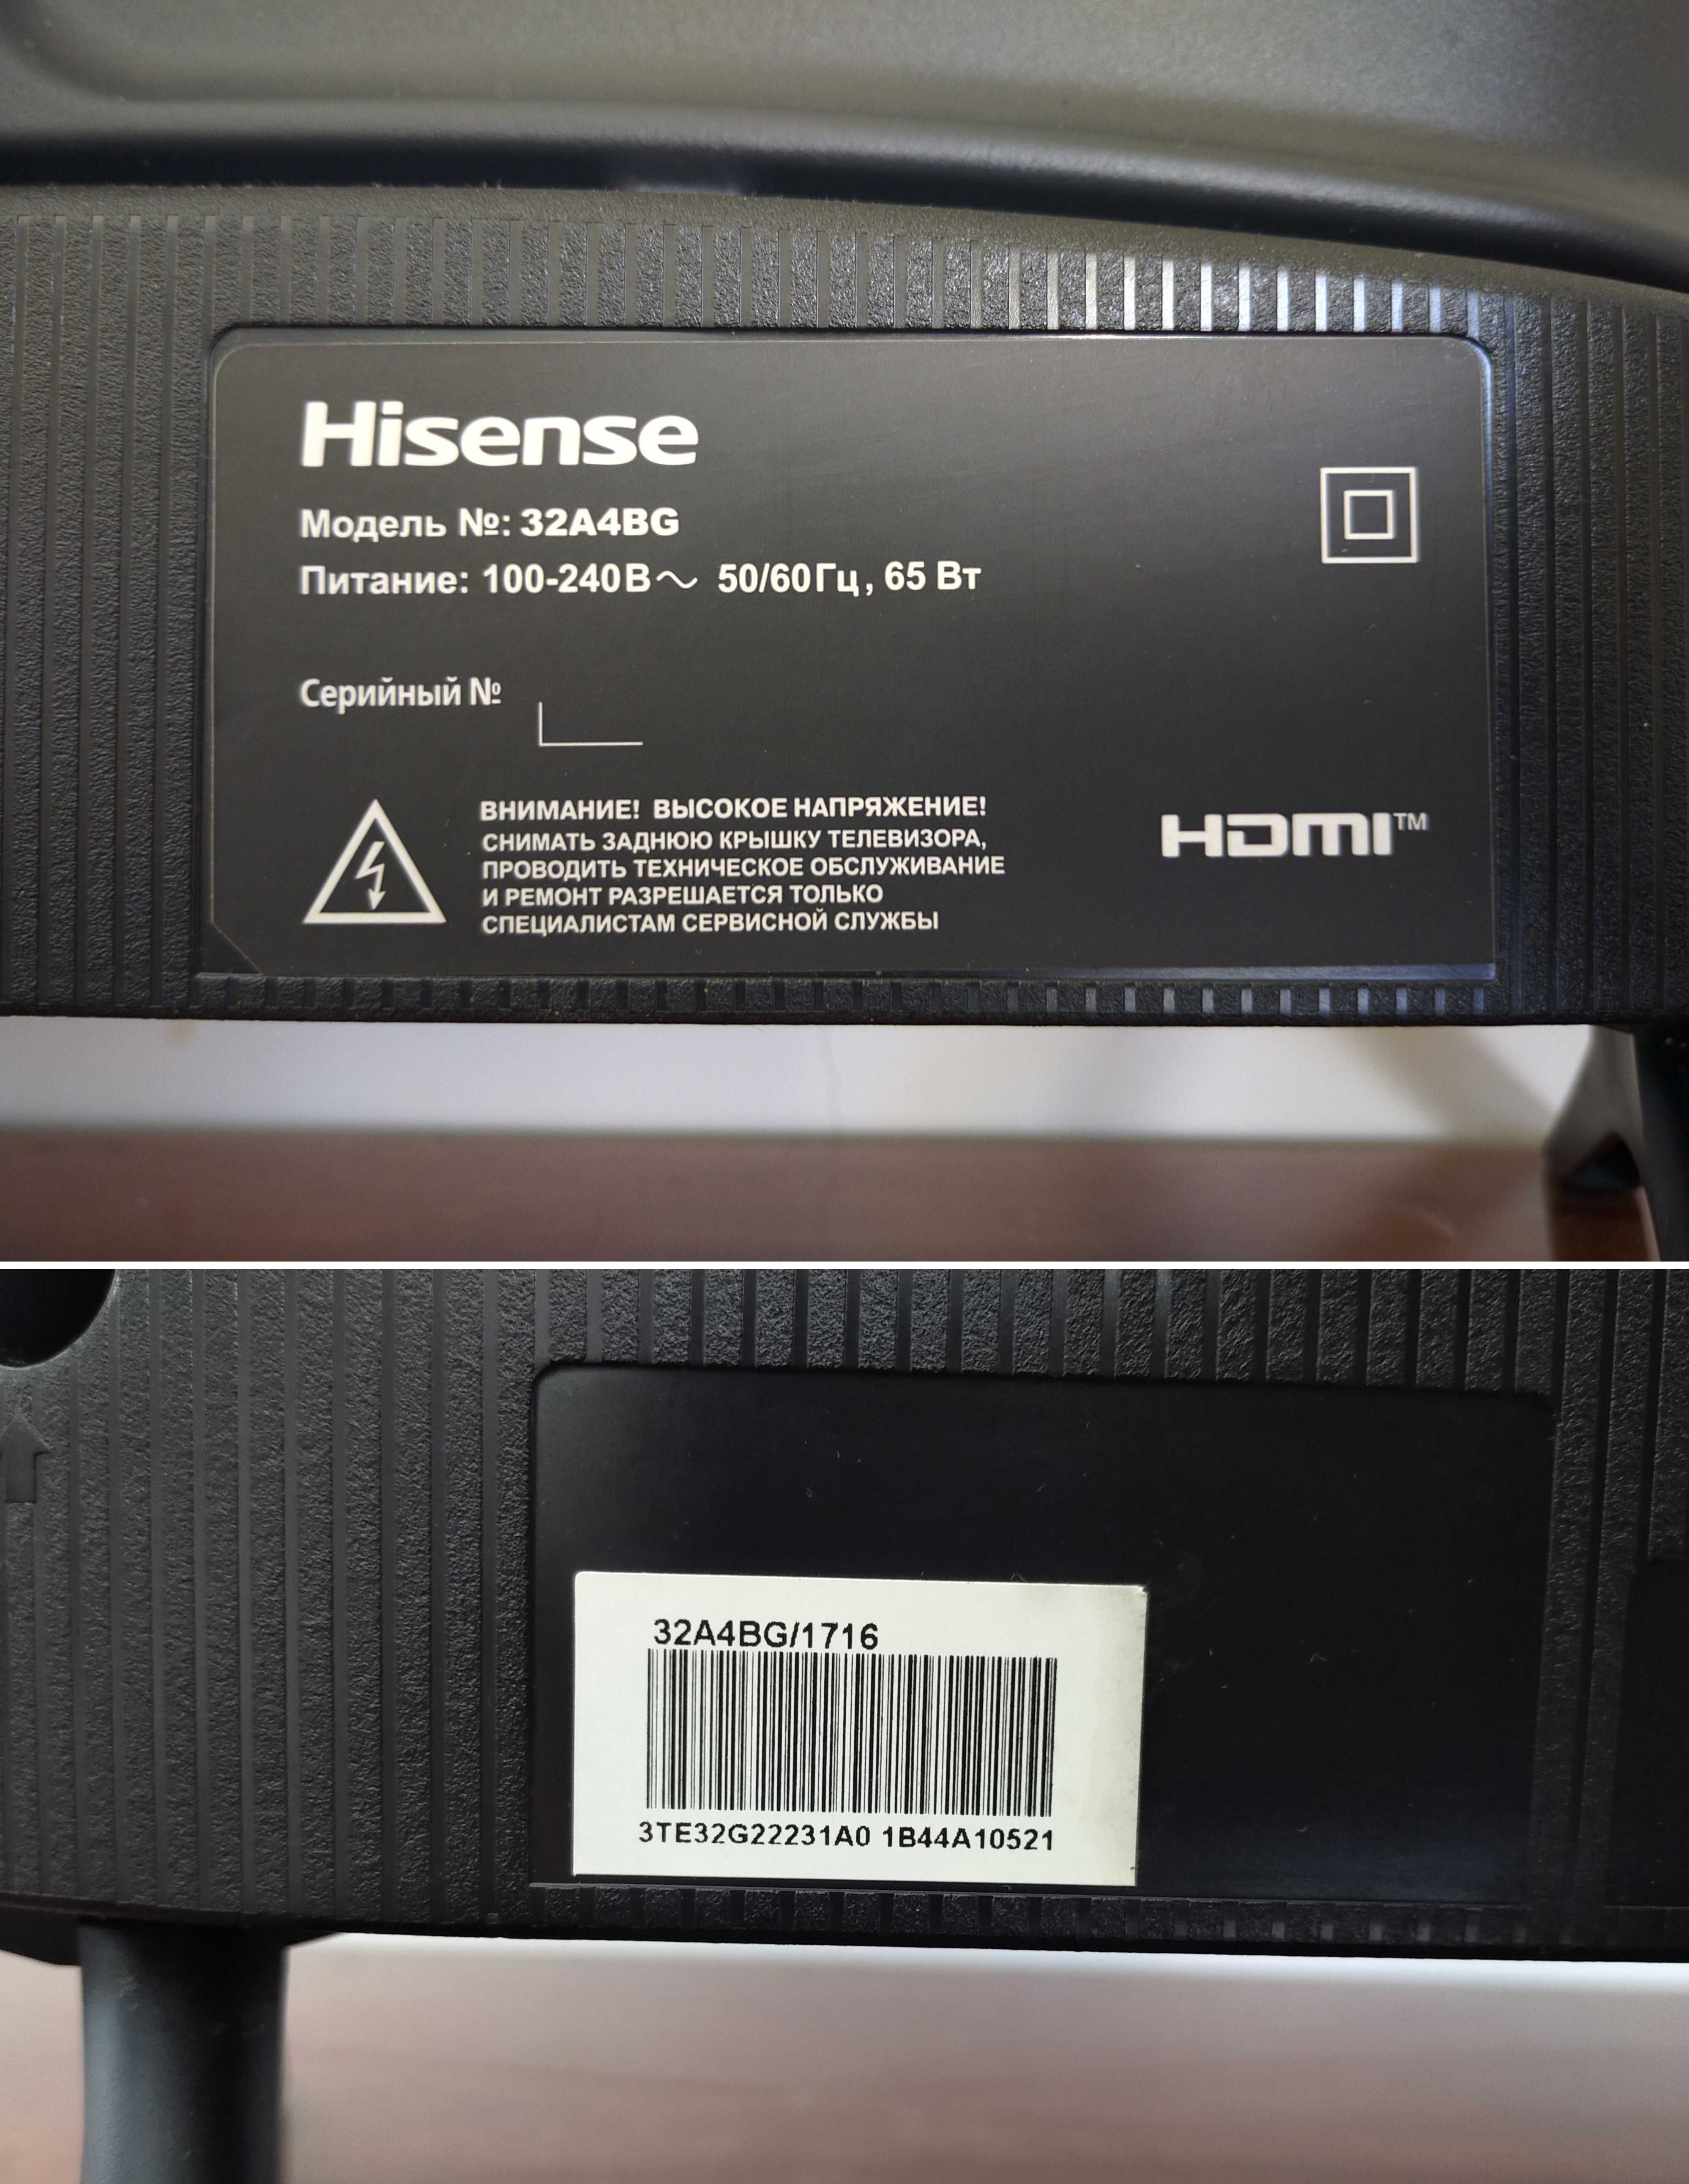 Hisense
Модель №: 32A4BG
Питание: 100-240В～ 50/60Гц, 65 Вт
Серийный №
ВНИМАНИЕ! ВЫСОКОЕ НАПРЯЖЕНИЕ!
СНИМАТЬ ЗАДНЮЮ КРЫШКУ ТЕЛЕВИЗОРА,
ПРОВОДИТЬ ТЕХНИЧЕСКОЕ ОБСЛУЖИВАНИЕ
И РЕМОНТ РАЗРЕШАЕТСЯ ТОЛЬКО
СПЕЦИАЛИСТАМ СЕРВИСНОЙ СЛУЖБЫ
HDMI™
32A4BG/1716
3TE32G22231A0 1B44A10521